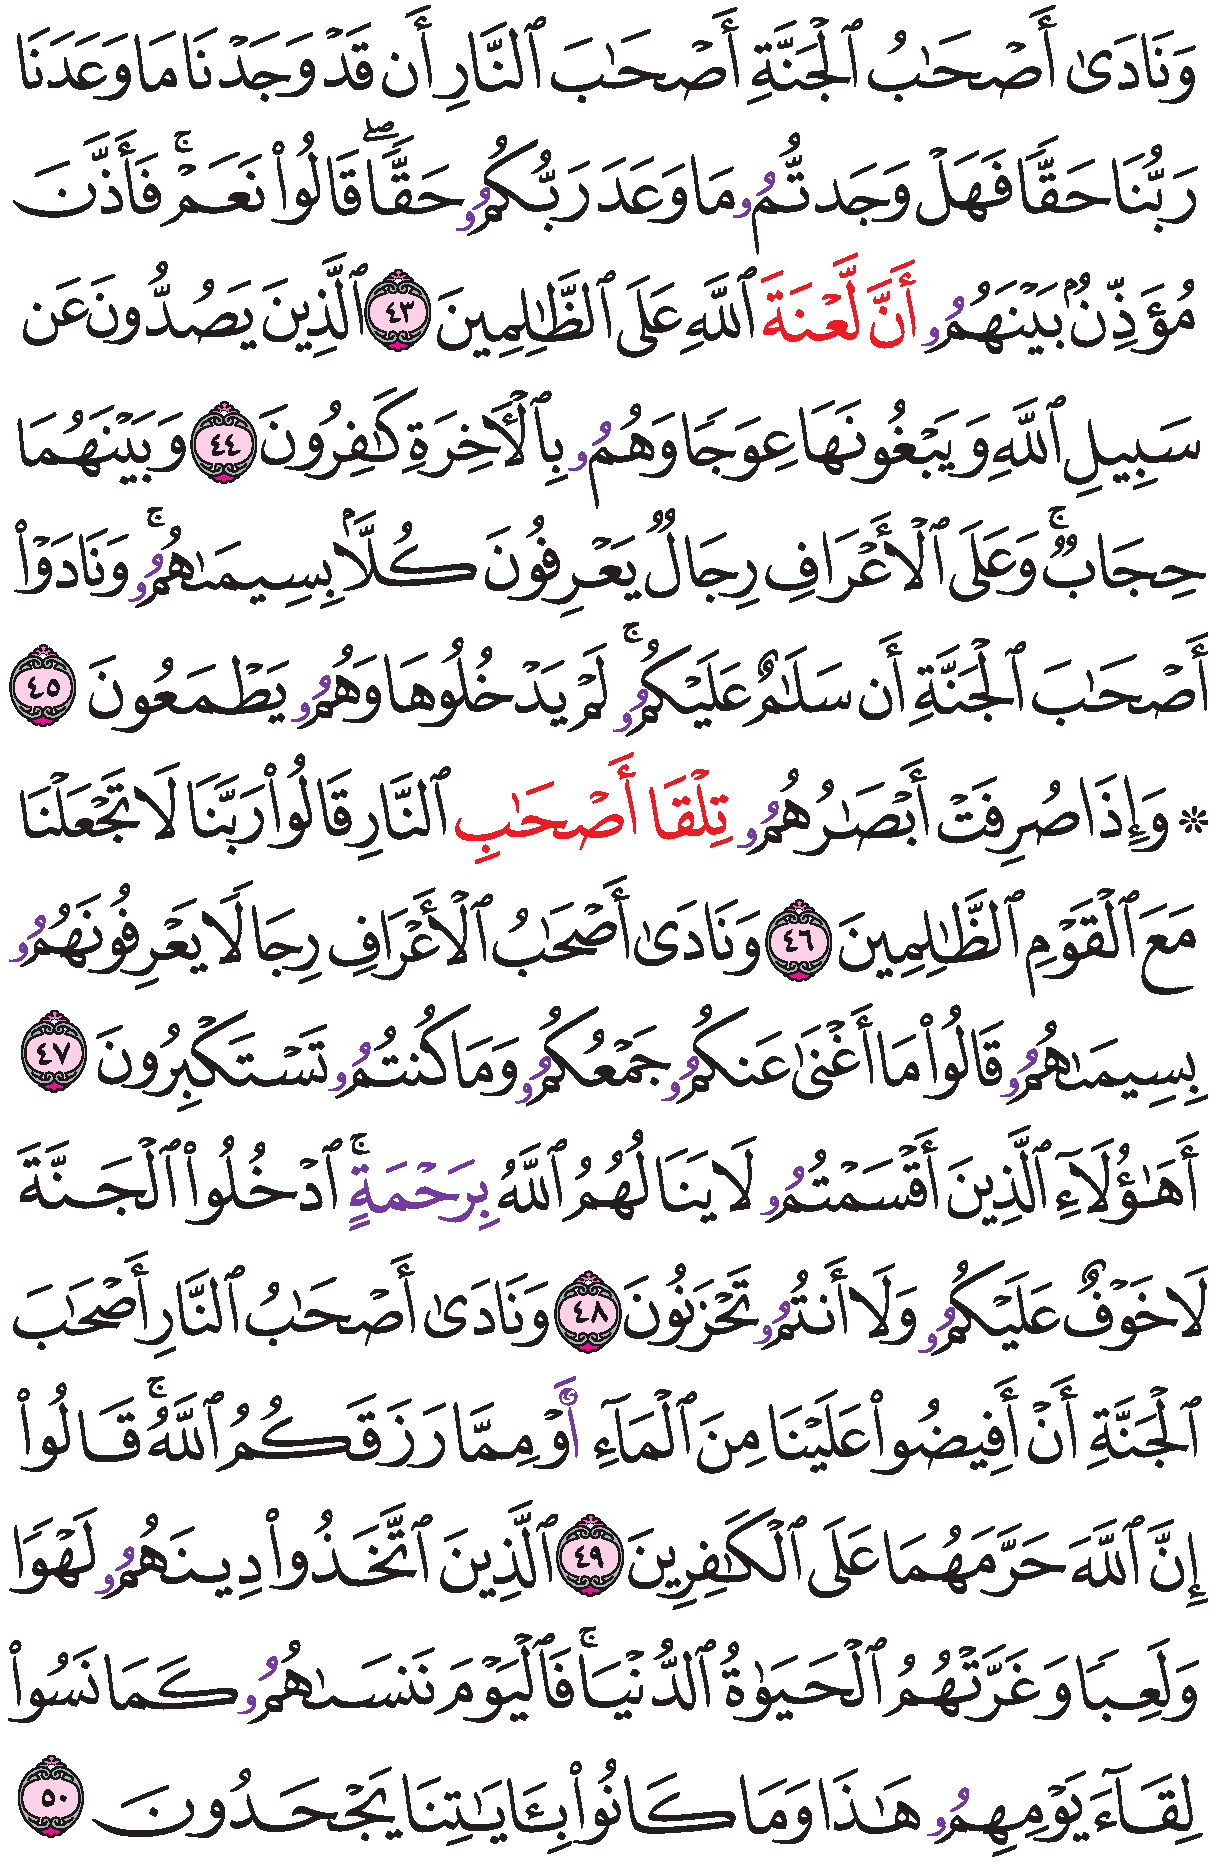 وَنَادَىٰٓ أَصۡحَٰبُ ٱلۡجَنَّةِ أَصۡحَٰبَ ٱلنَّارِ أَن قَدۡ وَجَدۡنَا مَا وَعَدَنَا
رَبُّنَا حَقّٗا فَهَلۡ وَجَدتُّمُۥ مَا وَعَدَ رَبُّكُمُۥ حَقّٗاۖ قَالُواْ نَعَمۡۚ فَأَذَّنَ
مُؤَذِّنُۢ بَيۡنَهُمُۥ أَنَّ لَّعۡنَةَ ٱللَّهِ عَلَى ٱلظَّٰلِمِينَ ٤٣ ٱلَّذِينَ يَصُدُّونَ عَن
سَبِيلِ ٱللَّهِ وَيَبۡغُونَهَا عِوَجٗا وَهُمُۥ بِٱلۡأٓخِرَةِ كَٰفِرُونَ ٤٤ وَبَيۡنَهُمَا
حِجَابٞۚ وَعَلَى ٱلۡأَعۡرَافِ رِجَالٞ يَعۡرِفُونَ كُلَّۢا بِسِيمَىٰهُمُۥۚ وَنَادَوۡاْ
أَصۡحَٰبَ ٱلۡجَنَّةِ أَن سَلَٰمٌ عَلَيۡكُمُۥۚ لَمۡ يَدۡخُلُوهَا وَهُمُۥ يَطۡمَعُونَ ٤٥
۞ وَإِذَا صُرِفَتۡ أَبۡصَٰرُهُمُۥ تِلۡقَا أَصۡحَٰبِ ٱلنَّارِ قَالُواْ رَبَّنَا لَا تَجۡعَلۡنَا
مَعَ ٱلۡقَوۡمِ ٱلظَّٰلِمِينَ ٤٦ وَنَادَىٰٓ أَصۡحَٰبُ ٱلۡأَعۡرَافِ رِجَالٗا يَعۡرِفُونَهُمُۥ
بِسِيمَىٰهُمُۥ قَالُواْ مَا أَغۡنَىٰ عَنكُمُۥ جَمۡعُكُمُۥ وَمَا كُنتُمُۥ تَسۡتَكۡبِرُونَ ٤٧
أَهَٰؤُلَآءِ ٱلَّذِينَ أَقۡسَمۡتُمُۥ لَا يَنَالُهُمُ ٱللَّهُ بِرَحۡمَةٍۚ ٱدۡخُلُواْ ٱلۡجَنَّةَ
لَا خَوۡفٌ عَلَيۡكُمُۥ وَلَا أَنتُمُۥ تَحۡزَنُونَ ٤٨ وَنَادَىٰٓ أَصۡحَٰبُ ٱلنَّارِ أَصۡحَٰبَ
ٱلۡجَنَّةِ أَنۡ أَفِيضُواْ عَلَيۡنَا مِنَ ٱلۡمَآءِ أَوۡ مِمَّا رَزَقَكُمُ ٱللَّهُۚ قَالُواْ
إِنَّ ٱللَّهَ حَرَّمَهُمَا عَلَى ٱلۡكَٰفِرِينَ ٤٩ ٱلَّذِينَ ٱتَّخَذُواْ دِينَهُمُۥ لَهۡوٗا
وَلَعِبٗا وَغَرَّتۡهُمُ ٱلۡحَيَوٰةُ ٱلدُّنۡيَاۚ فَٱلۡيَوۡمَ نَنسَىٰهُمُۥ كَمَا نَسُواْ
لِقَآءَ يَوۡمِهِمُۥ هَٰذَا وَمَا كَانُواْ بِـَٔايَٰتِنَا يَجۡحَدُونَ ٥٠